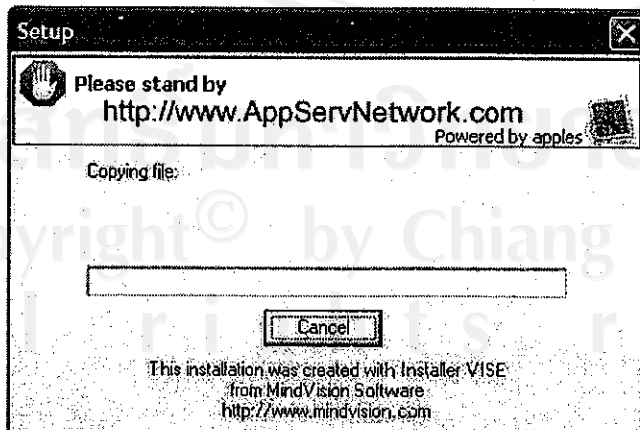 Setup
Please stand by
http://www.AppServNetwork.com
Powered by apples
Copying file:
Copyright© by Chiang
Cancel
This installation was created with Installer VISE
from MindVision Software
http://www.mindvision.com